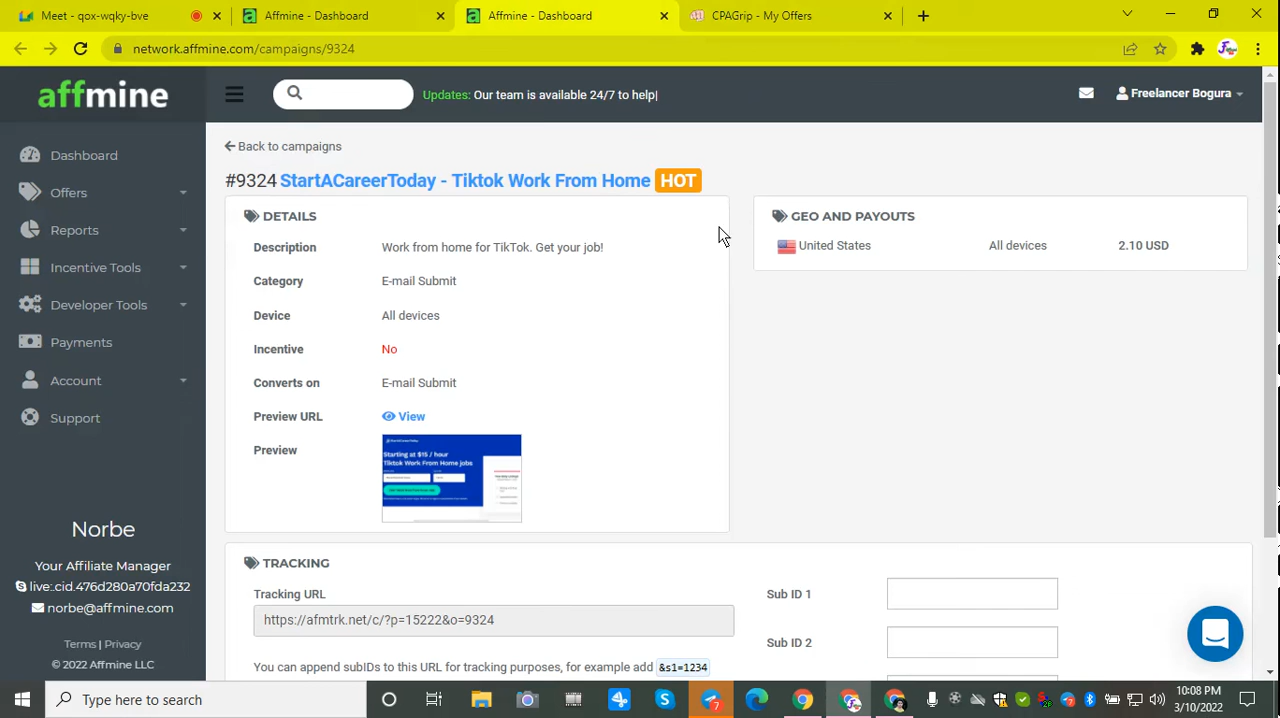 Meet - qox-wqky-bve
Affmine - Dashboard
Affmine - Dashboard
CPAGrip - My Offers
network.affmine.com/campaigns/9324
affmine
Updates: Our team is available 24/7 to help|
Freelancer Bogura
Dashboard
Offers
Reports
Incentive Tools
Developer Tools
Payments
Account
Support
Norbe
Your Affiliate Manager
live:.cid.476d280a70fda232
norbe@affmine.com
Terms | Privacy
© 2022 Affmine LLC
Back to campaigns
#9324 StartACareerToday - Tiktok Work From Home HOT
DETAILS
Description Work from home for TikTok. Get your job!
Category E-mail Submit
Device All devices
Incentive No
Converts on E-mail Submit
Preview URL View
Preview
Starting at $15 / hour
Tiktok Work From Home jobs
GEO AND PAYOUTS
United States All devices 2.10 USD
TRACKING
Tracking URL
https://afmtrk.net/c/?p=15222&o=9324
You can append subIDs to this URL for tracking purposes, for example add &s1=1234
Sub ID 1
Sub ID 2
Type here to search
7
10:08 PM
3/10/2022